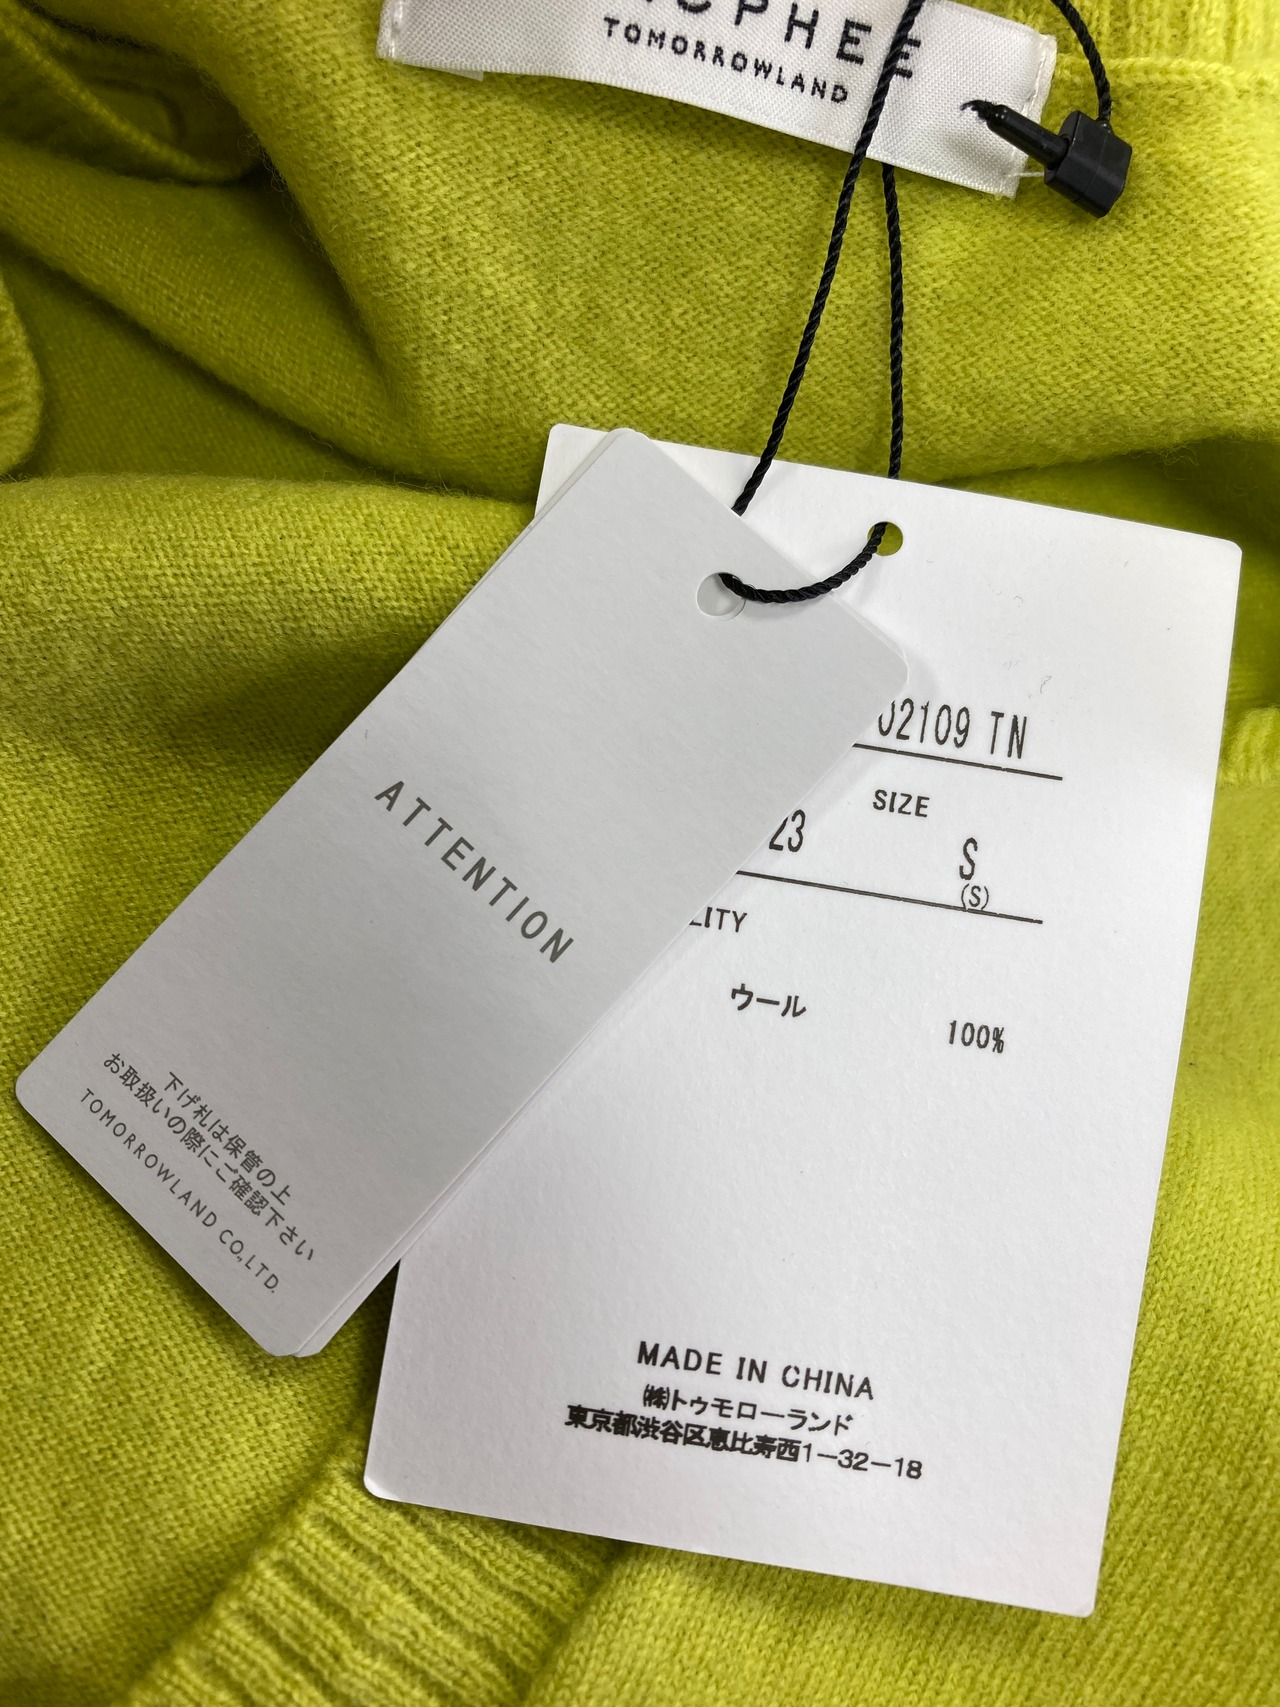 TOMORROWLAND
02109 TN
SIZE
23
S
(S)
ウール
100%
ATTENTION
下げ札は保管の上
お取扱いの際にご確認下さい
TOMORROWLAND CO.,LTD.
MADE IN CHINA
㈱トゥモローランド
東京都渋谷区恵比寿西1-32-18